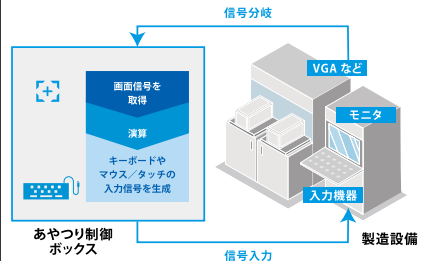 信号分岐
画面信号を
取得
演算
キーボードや
マウス／タッチの
入力信号を生成
あやつり制御
ボックス
VGA など
モニタ
入力機器
製造設備
信号入力